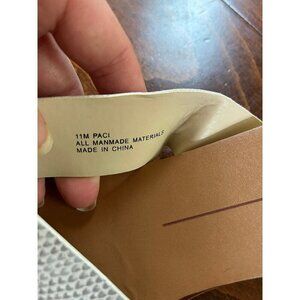 11M PACI
ALL MANMADE MATERIALS
MADE IN CHINA